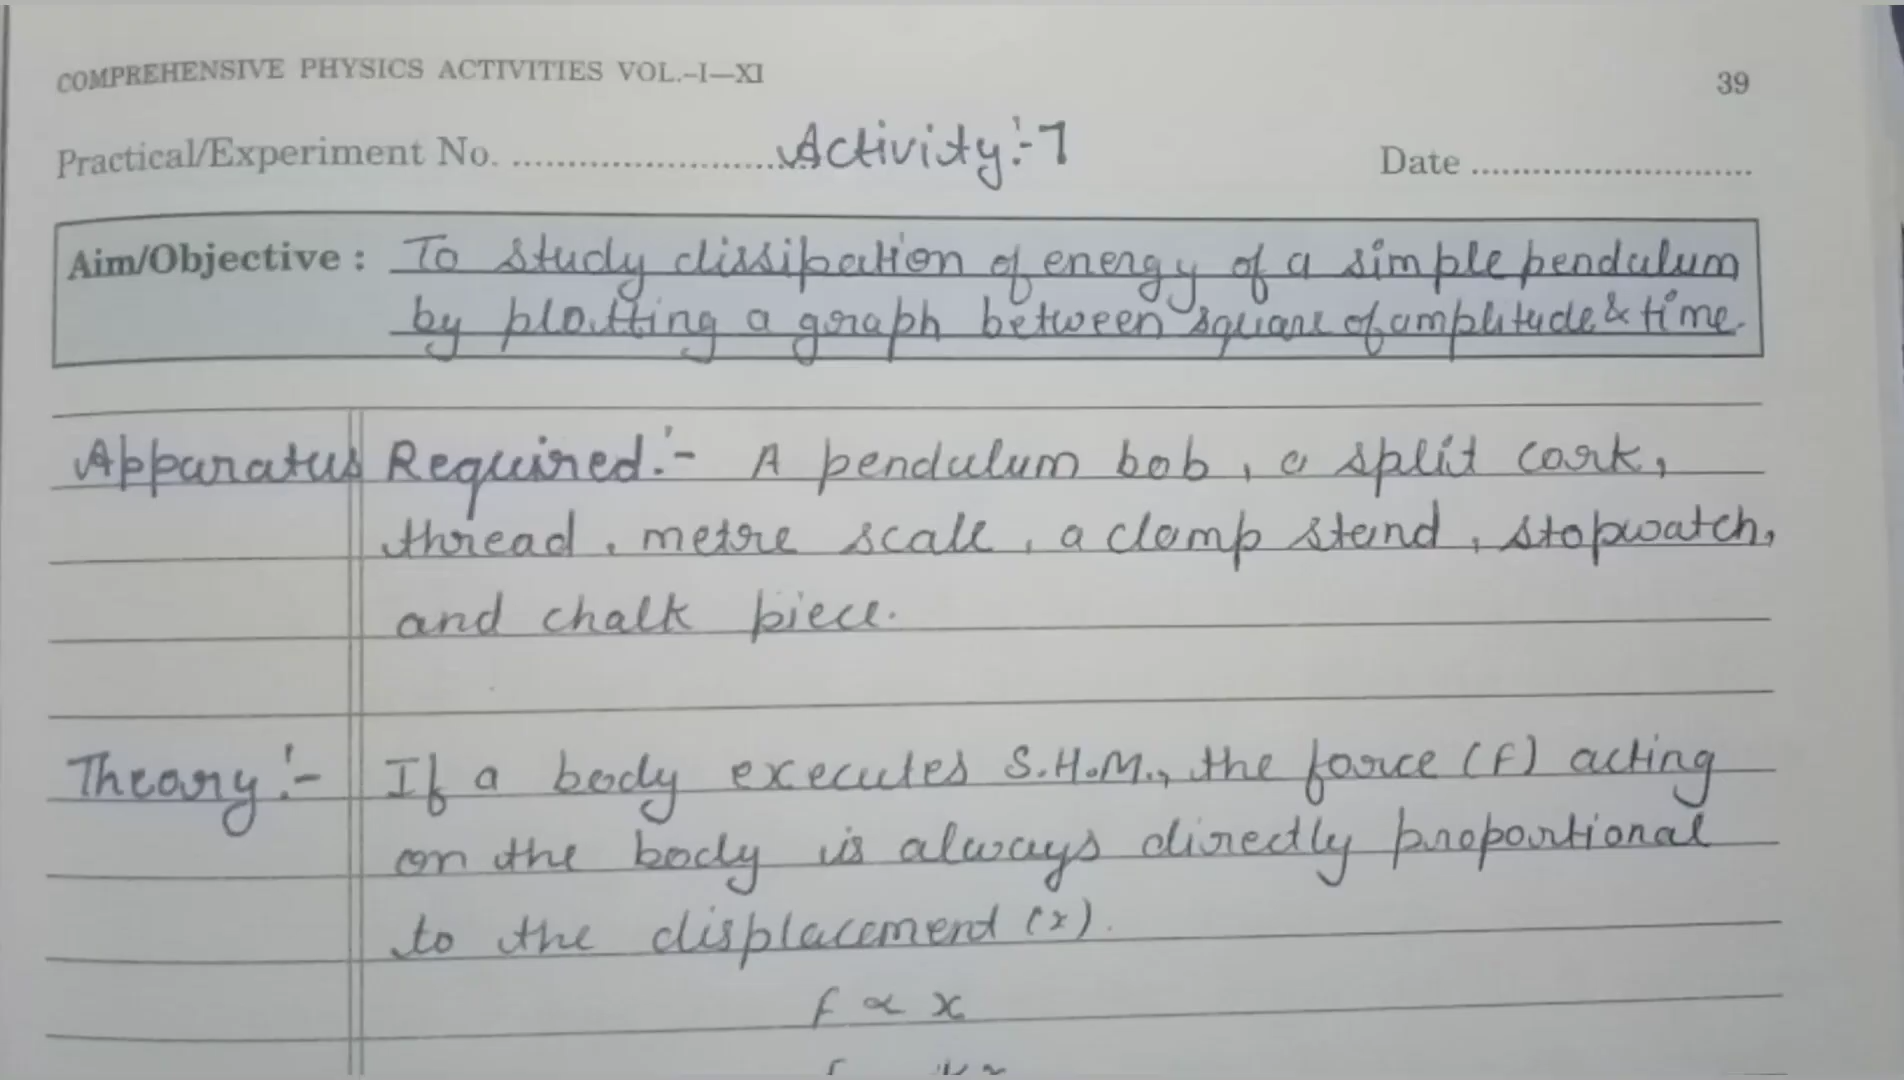 COMPREHENSIVE PHYSICS ACTIVITIES VOL.-I—XI
39
Practical/Experiment No. .......................... Activity:-7
Date ............................
Aim/Objective : To study dissipation of energy of a simple pendulum
by plotting a graph between square of amplitude & time.
Apparatus Required:- A pendulum bob, a split cork,
thread, metre scale, a clamp stand, stopwatch,
and chalk piece.
Theory:- If a body executes S.H.M., the force (F) acting
on the body is always directly proportional
to the displacement (x).
F ∝ x